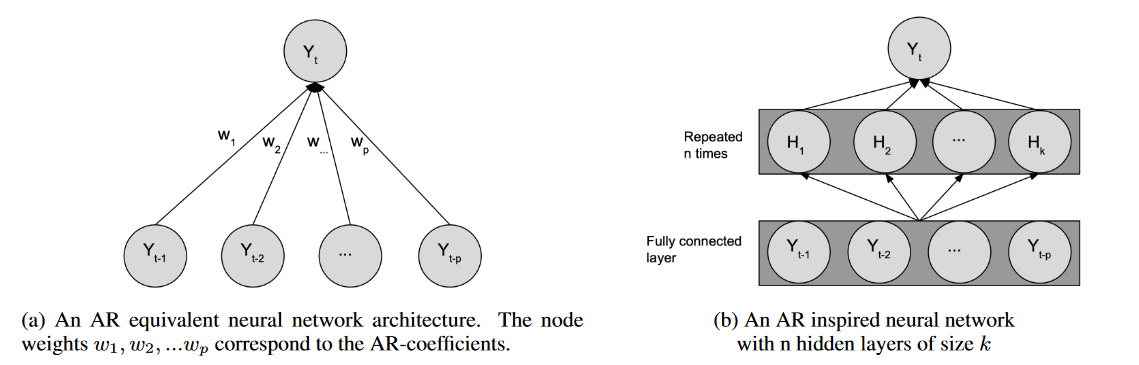 Y_t
w_1 w_2 w_... w_p
Y_t-1 Y_t-2 ... Y_t-p
(a) An AR equivalent neural network architecture. The node
weights w_1, w_2, ...w_p correspond to the AR-coefficients.
Y_t
Repeated
n times
H_1 H_2 ... H_k
Fully connected
layer
Y_t-1 Y_t-2 ... Y_t-p
(b) An AR inspired neural network
with n hidden layers of size k